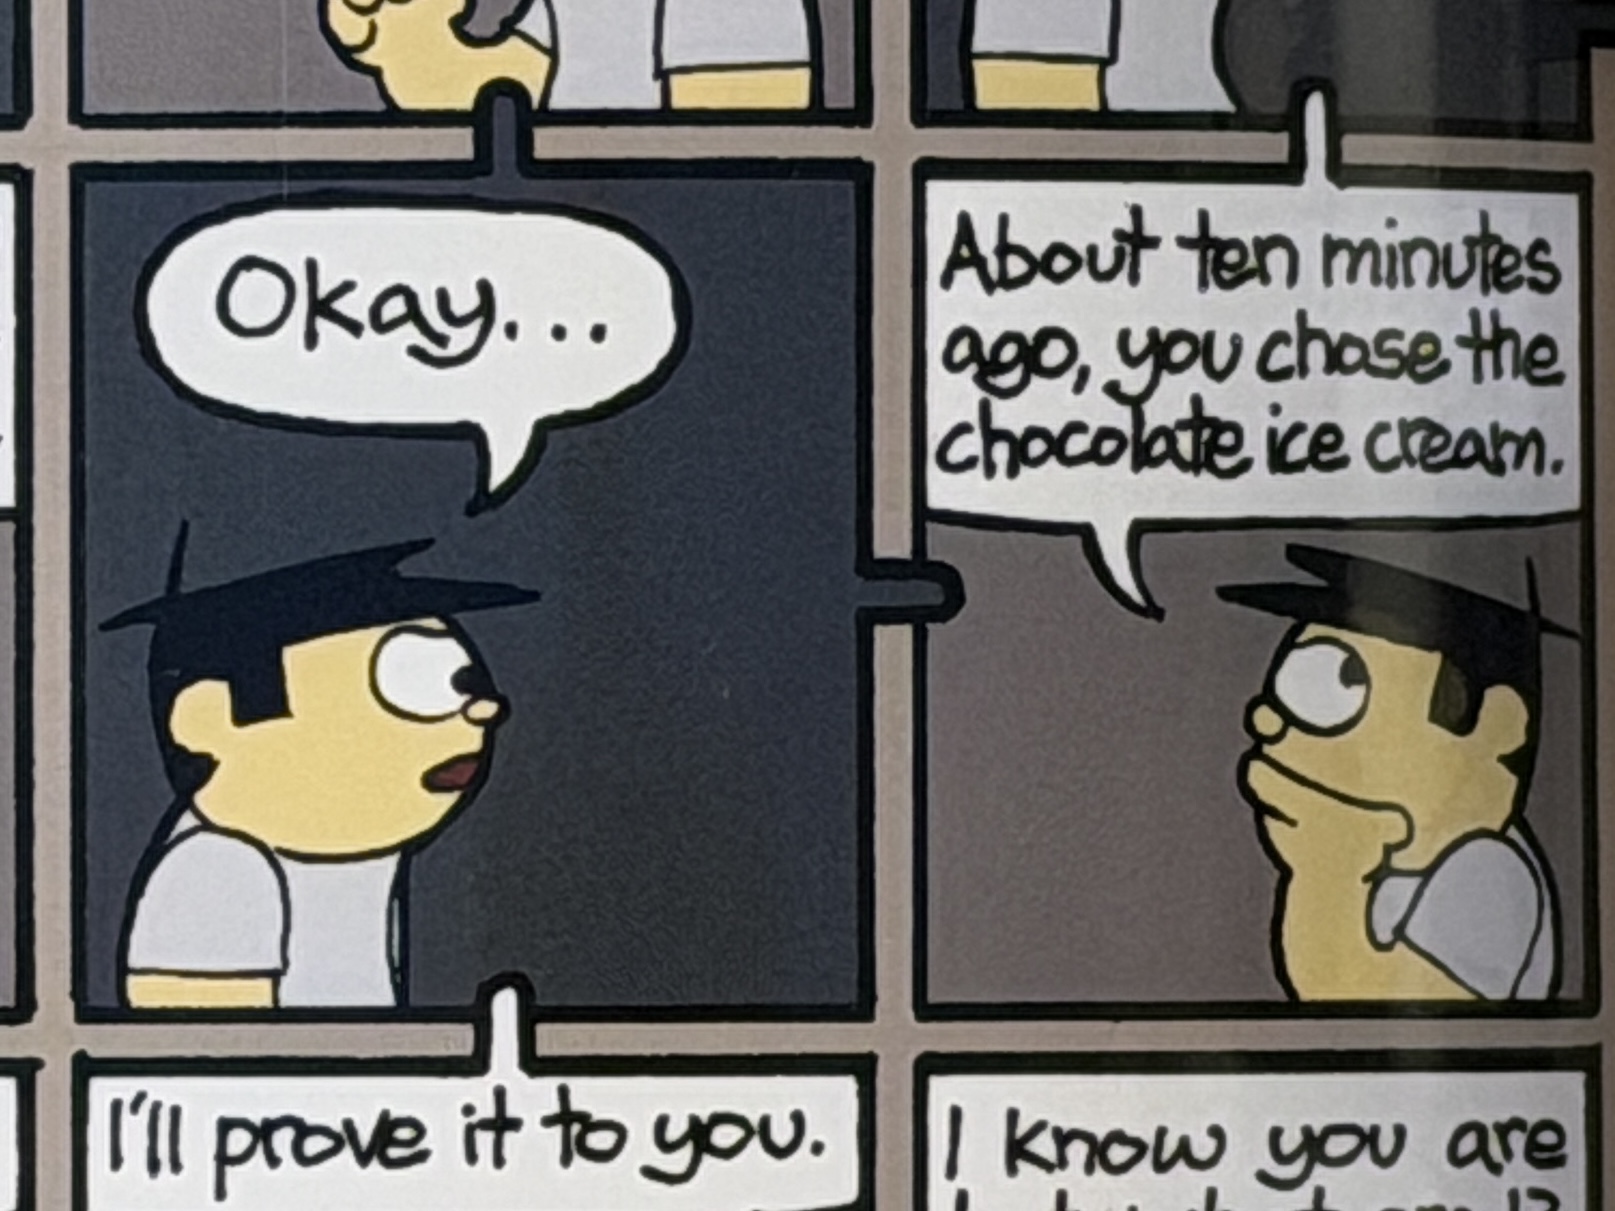 Okay...
About ten minutes
ago, you chose the
chocolate ice cream.
I'll prove it to you.
I know you are